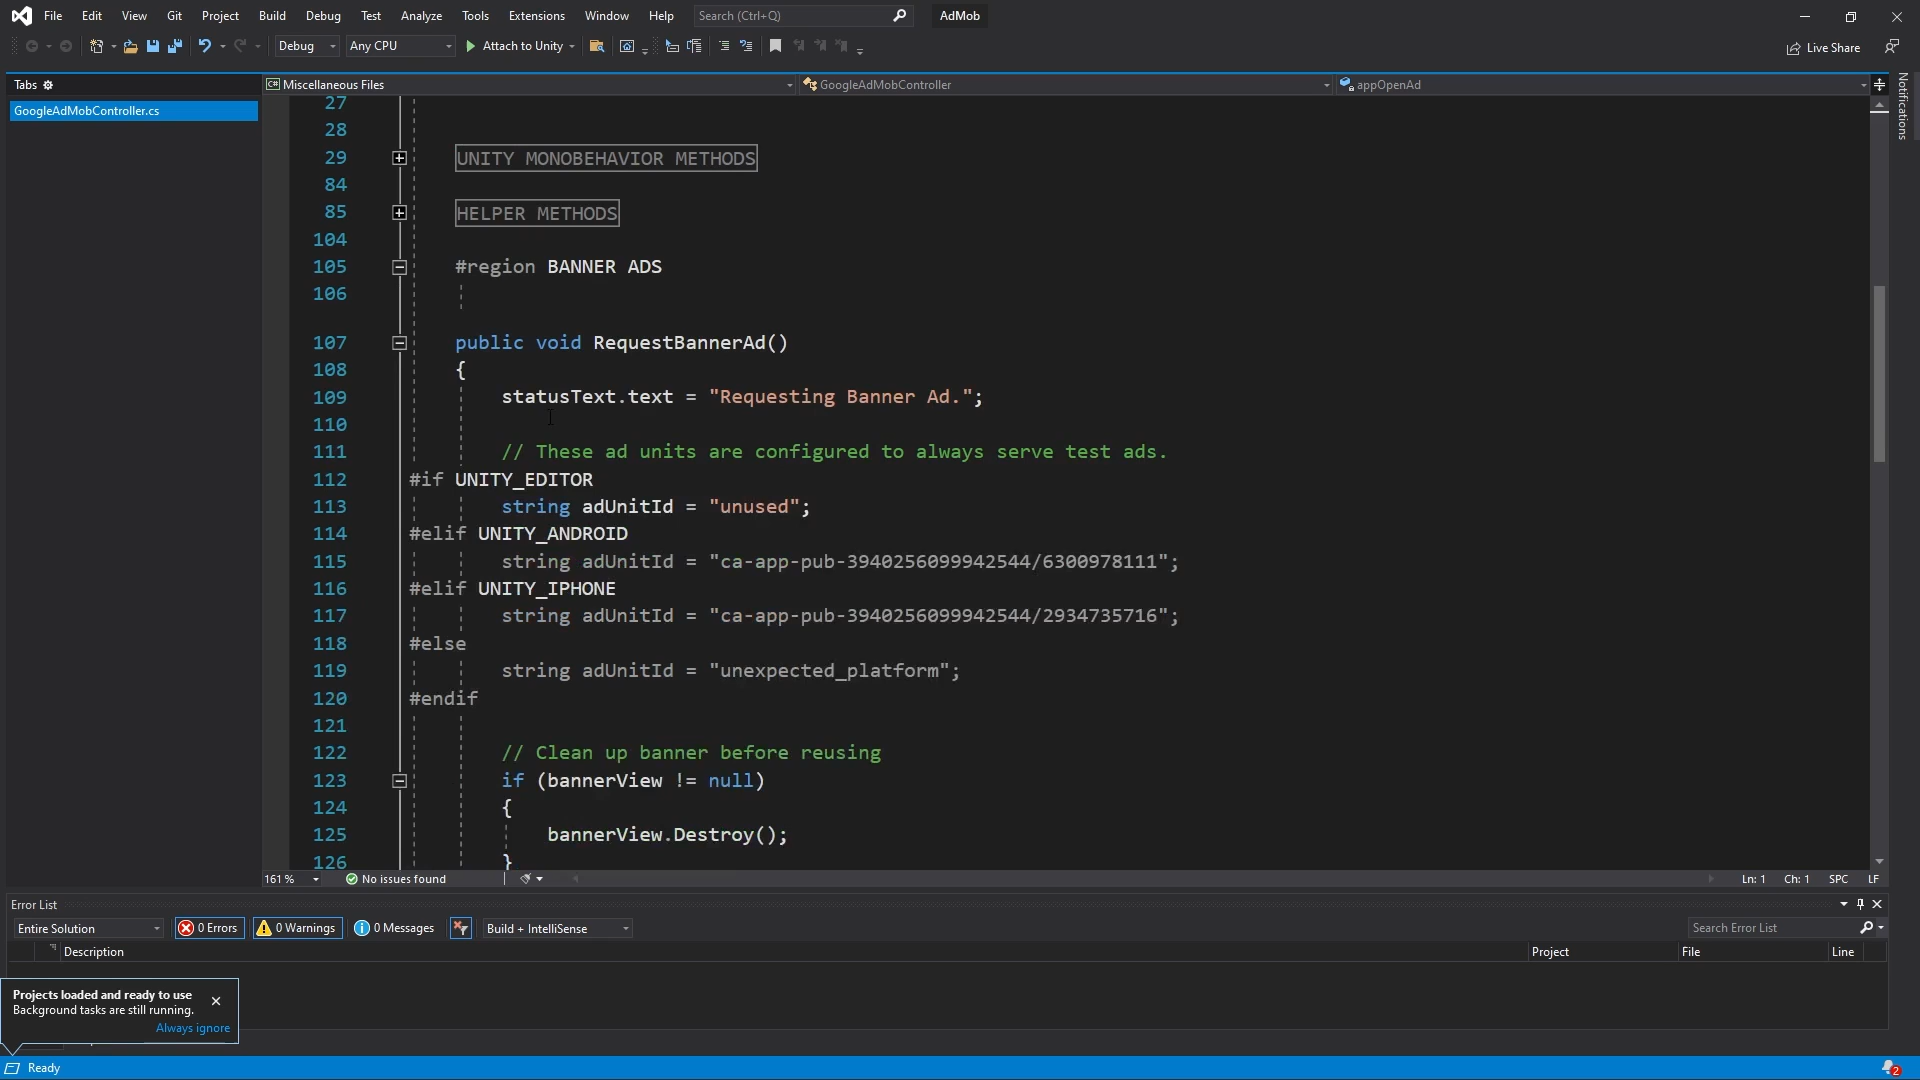 File Edit View Git Project Build Debug Test Analyze Tools Extensions Window Help Search (Ctrl+Q) AdMob
Debug Any CPU Attach to Unity Live Share
Tabs
Miscellaneous Files GoogleAdMobController appOpenAd
Notifications
GoogleAdMobController.cs
27
28
29 UNITY MONOBEHAVIOR METHODS
84
85 HELPER METHODS
104
105 #region BANNER ADS
106
107 public void RequestBannerAd()
108 {
109 statusText.text = "Requesting Banner Ad.";
110
111 // These ad units are configured to always serve test ads.
112 #if UNITY_EDITOR
113 string adUnitId = "unused";
114 #elif UNITY_ANDROID
115 string adUnitId = "ca-app-pub-3940256099942544/6300978111";
116 #elif UNITY_IPHONE
117 string adUnitId = "ca-app-pub-3940256099942544/2934735716";
118 #else
119 string adUnitId = "unexpected_platform";
120 #endif
121
122 // Clean up banner before reusing
123 if (bannerView != null)
124 {
125 bannerView.Destroy();
126 }
161 % No issues found Ln: 1 Ch: 1 SPC LF
Error List
Entire Solution 0 Errors 0 Warnings 0 Messages Build + IntelliSense Search Error List
Description Project File Line
Projects loaded and ready to use
Background tasks are still running.
Always ignore
Ready 2